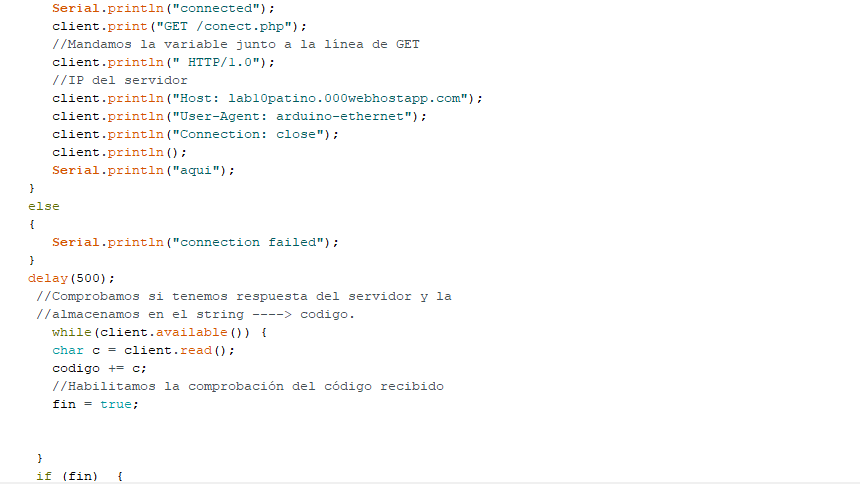 Serial.println("connected");
client.print("GET /conect.php");
//Mandamos la variable junto a la línea de GET
client.println(" HTTP/1.0");
//IP del servidor
client.println("Host: lab10patino.000webhostapp.com");
client.println("User-Agent: arduino-ethernet");
client.println("Connection: close");
client.println();
Serial.println("aqui");
}
else
{
Serial.println("connection failed");
}
delay(500);
//Comprobamos si tenemos respuesta del servidor y la
//almacenamos en el string ----> codigo.
while(client.available()) {
char c = client.read();
codigo += c;
//Habilitamos la comprobación del código recibido
fin = true;
}
if (fin)  {